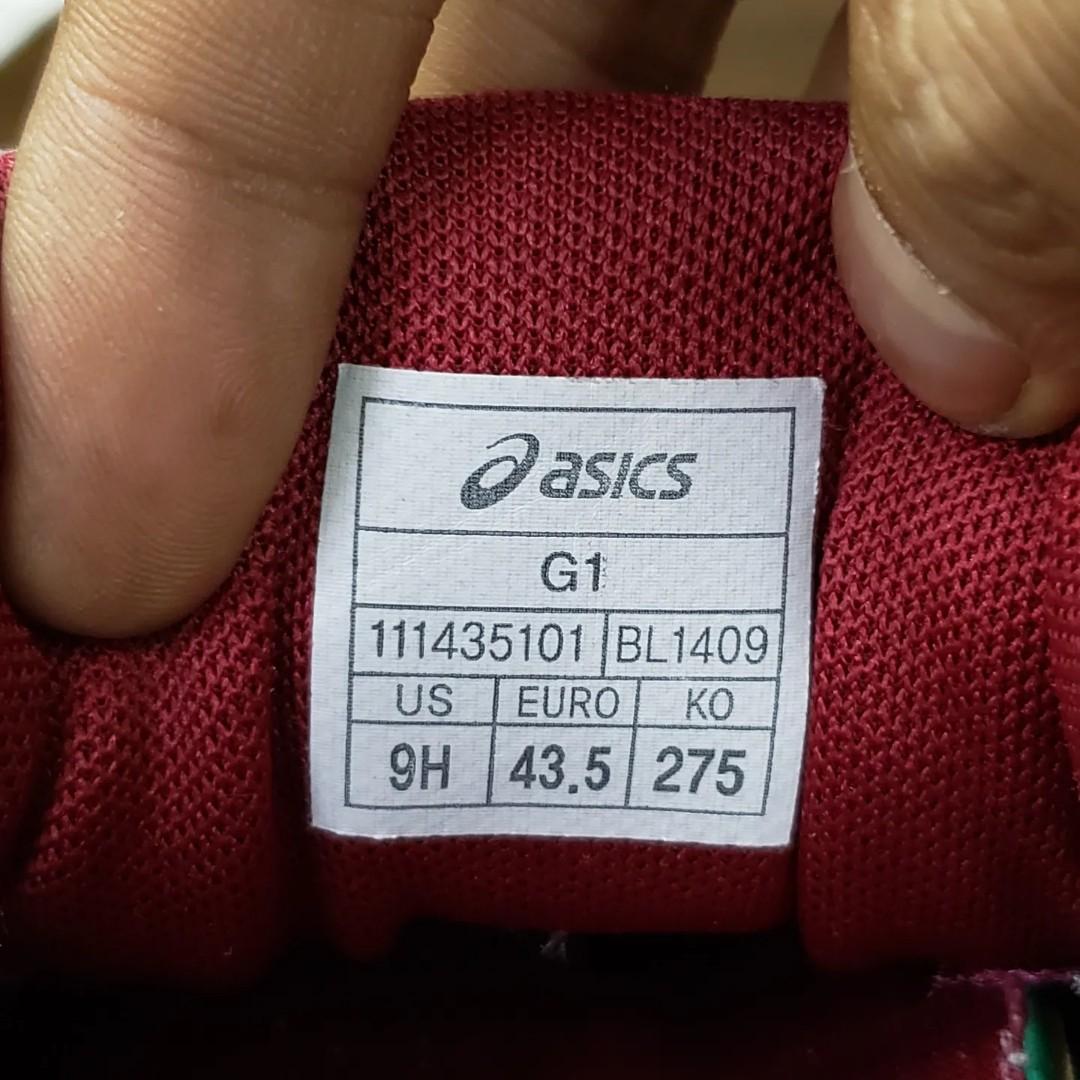 asics
G1
111435101 BL1409
US EURO KO
9H 43.5 275